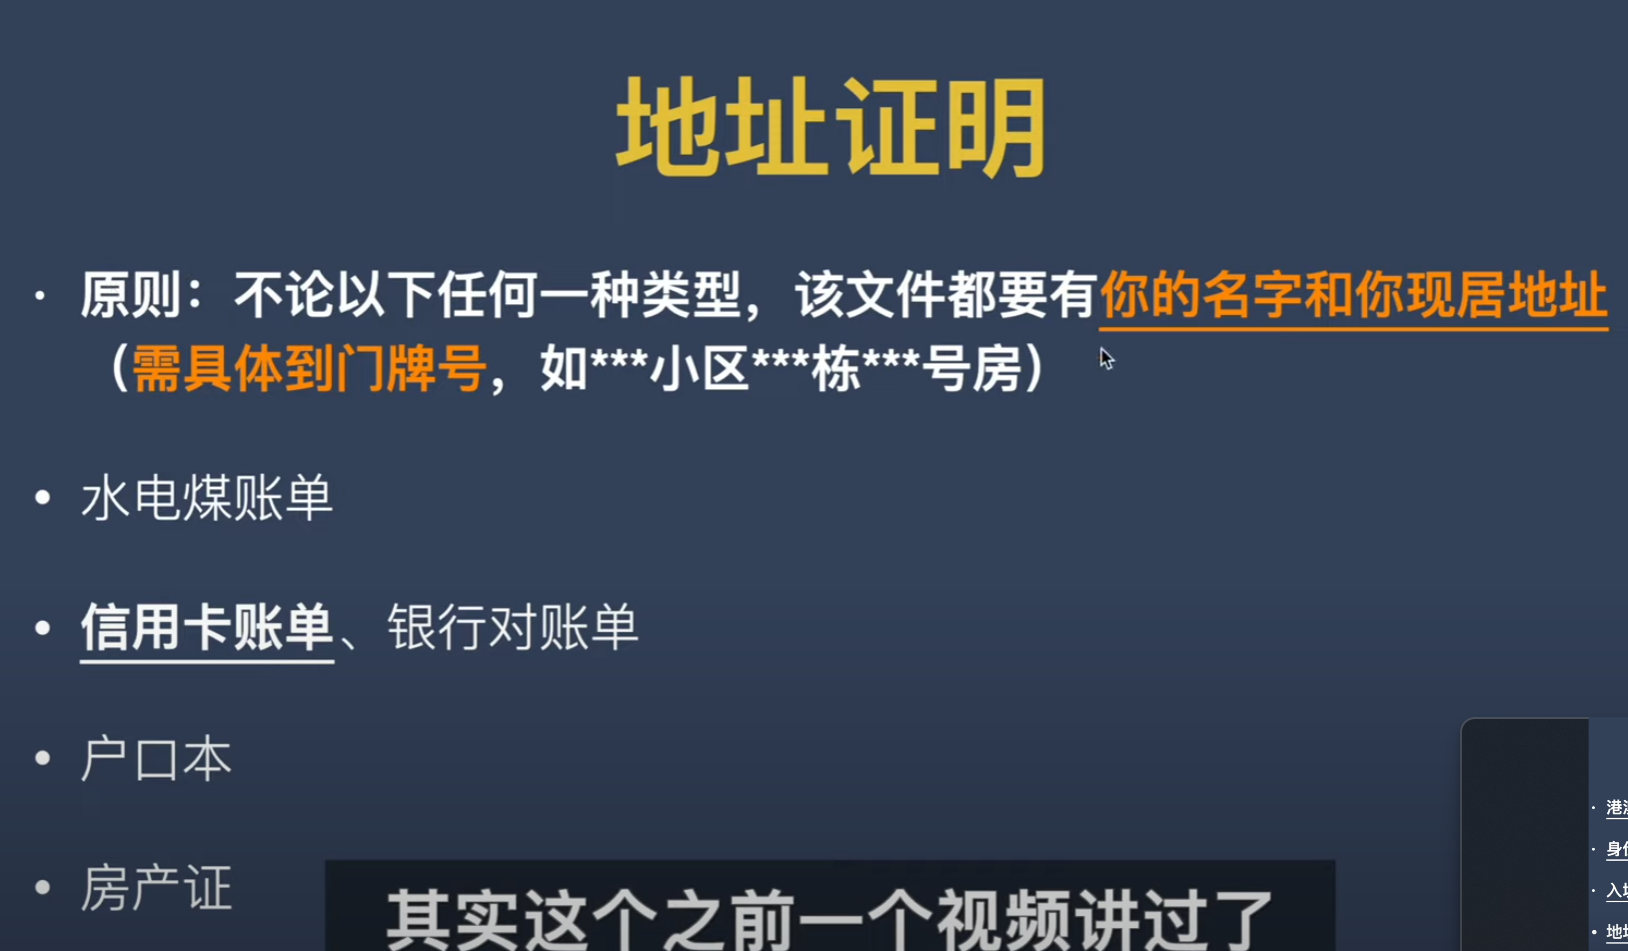 地址证明
· 原则：不论以下任何一种类型，该文件都要有你的名字和你现居地址
（需具体到门牌号，如***小区***栋***号房）
• 水电煤账单
• 信用卡账单、银行对账单
• 户口本
• 房产证
其实这个之前一个视频讲过了
· 港
· 身
· 入
· 地